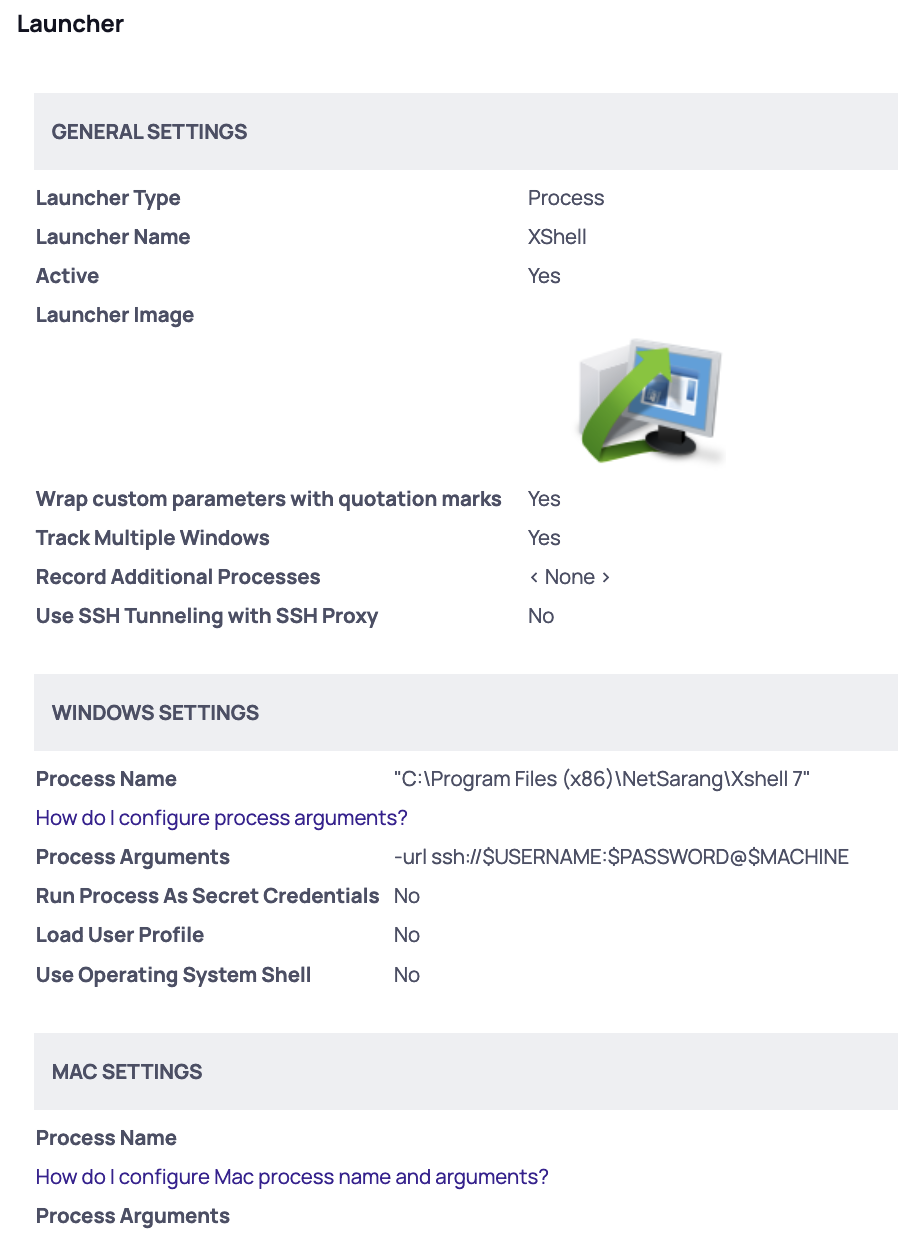 Launcher
GENERAL SETTINGS
Launcher Type Process
Launcher Name XShell
Active Yes
Launcher Image
Wrap custom parameters with quotation marks Yes
Track Multiple Windows Yes
Record Additional Processes < None >
Use SSH Tunneling with SSH Proxy No
WINDOWS SETTINGS
Process Name "C:\Program Files (x86)\NetSarang\Xshell 7"
How do I configure process arguments?
Process Arguments -url ssh://$USERNAME:$PASSWORD@$MACHINE
Run Process As Secret Credentials No
Load User Profile No
Use Operating System Shell No
MAC SETTINGS
Process Name
How do I configure Mac process name and arguments?
Process Arguments